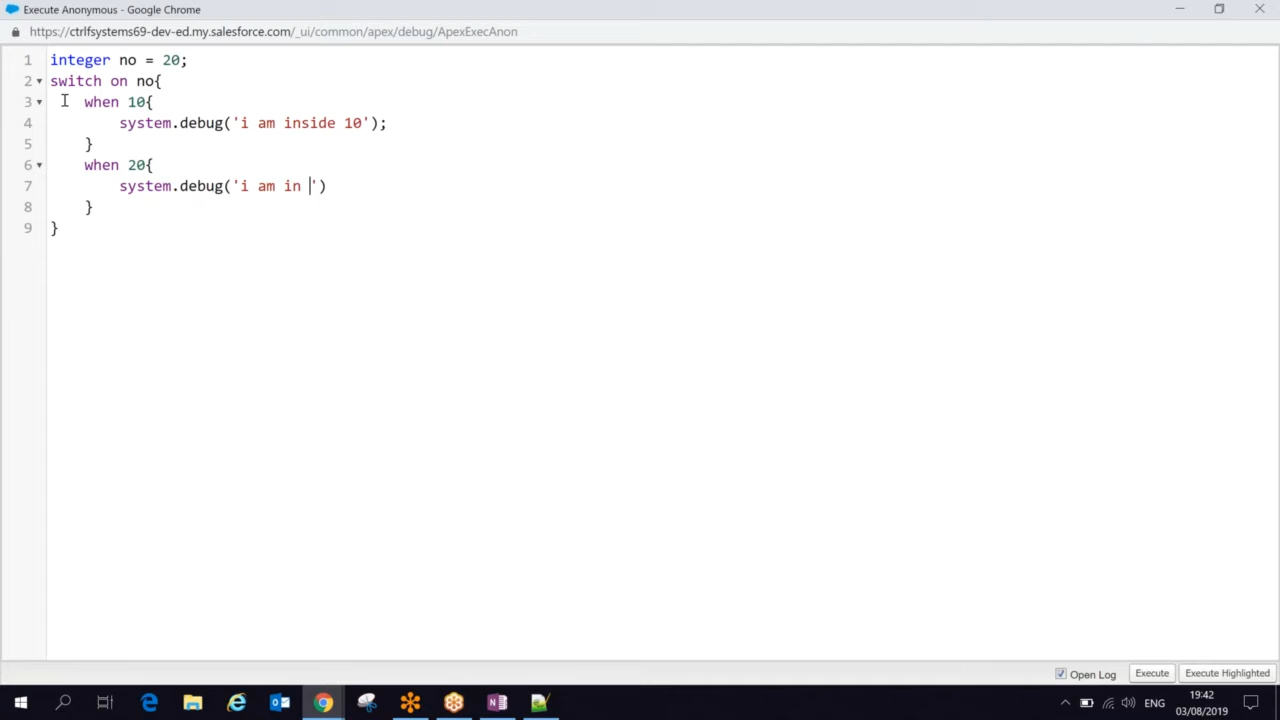 Execute Anonymous - Google Chrome
https://ctrlfsystems69-dev-ed.my.salesforce.com/_ui/common/apex/debug/ApexExecAnon
1 integer no = 20;
2 switch on no{
3 when 10{
4 system.debug('i am inside 10');
5 }
6 when 20{
7 system.debug('i am in ')
8 }
9 }
Open Log Execute Execute Highlighted
ENG 19:42
03/08/2019